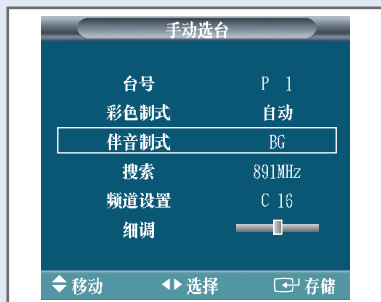 手动选台
台号 P 1
彩色制式 自动
伴音制式 BG
搜索 891MHz
频道设置 C 16
细调
移动 选择 存储